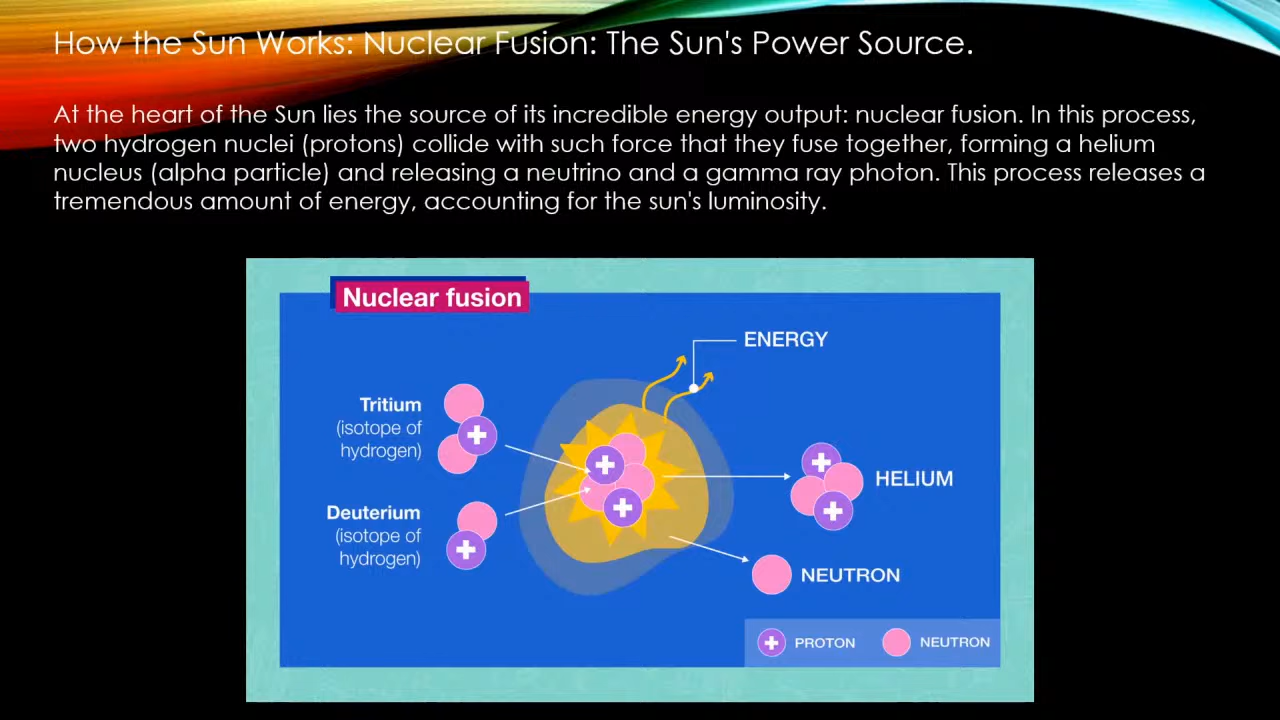 How the Sun Works: Nuclear Fusion: The Sun's Power Source.
At the heart of the Sun lies the source of its incredible energy output: nuclear fusion. In this process,
two hydrogen nuclei (protons) collide with such force that they fuse together, forming a helium
nucleus (alpha particle) and releasing a neutrino and a gamma ray photon. This process releases a
tremendous amount of energy, accounting for the sun's luminosity.
Nuclear fusion
ENERGY
Tritium
(isotope of
hydrogen)
HELIUM
Deuterium
(isotope of
hydrogen)
NEUTRON
PROTON
NEUTRON